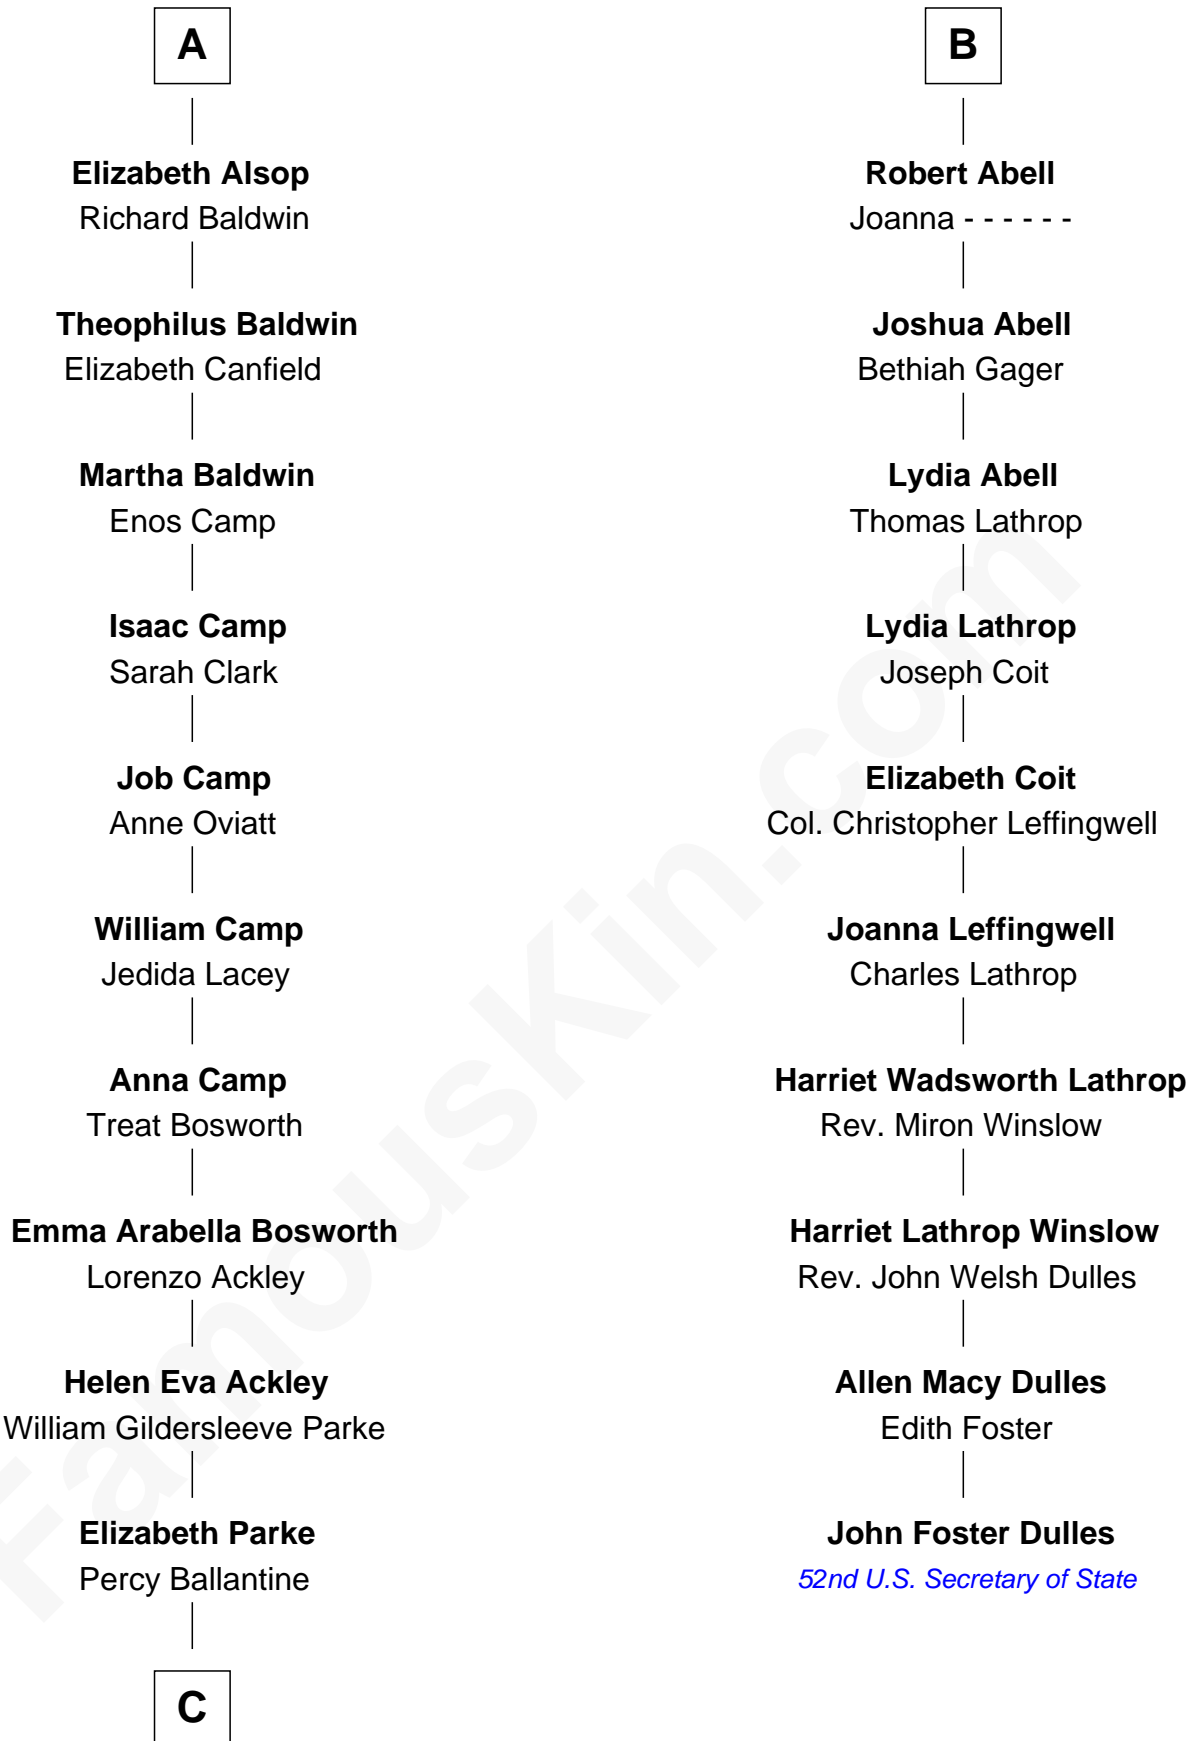 A
Elizabeth Alsop
Richard Baldwin
Theophilus Baldwin
Elizabeth Canfield
Martha Baldwin
Enos Camp
Isaac Camp
Sarah Clark
Job Camp
Anne Oviatt
William Camp
Jedida Lacey
Anna Camp
Treat Bosworth
Emma Arabella Bosworth
Lorenzo Ackley
Helen Eva Ackley
William Gildersleeve Parke
Elizabeth Parke
Percy Ballantine
C
B
Robert Abell
Joanna - - - - - -
Joshua Abell
Bethiah Gager
Lydia Abell
Thomas Lathrop
Lydia Lathrop
Joseph Coit
Elizabeth Coit
Col. Christopher Leffingwell
Joanna Leffingwell
Charles Lathrop
Harriet Wadsworth Lathrop
Rev. Miron Winslow
Harriet Lathrop Winslow
Rev. John Welsh Dulles
Allen Macy Dulles
Edith Foster
John Foster Dulles
52nd U.S. Secretary of State
FamousKin.com